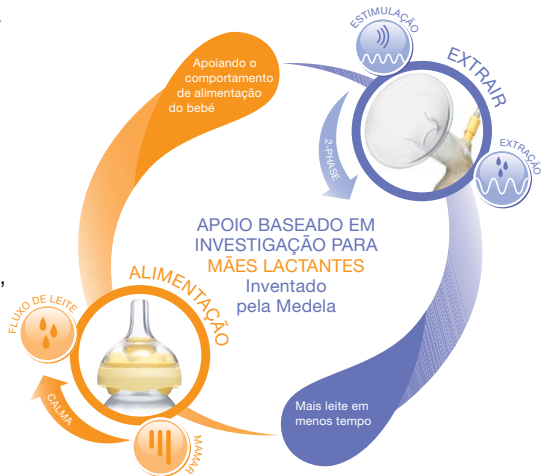 ESTIMULAÇÃO
EXTRAIR
EXTRAÇÃO
2-PHASE
Apoiando o
comportamento
de alimentação
do bebé
APOIO BASEADO EM
INVESTIGAÇÃO PARA
MÃES LACTANTES
Inventado
pela Medela
,
ALIMENTAÇÃO
FLUXO DE LEITE
CALMA
MAMAR
Mais leite em
menos tempo